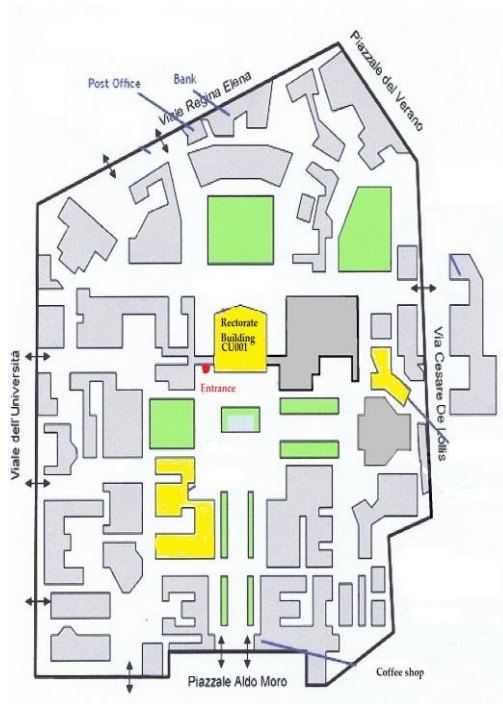 Piazzale del Verano
Bank
Post Office
Viale Regina Elena
Rectorate
Building
CU001
Entrance
Via Cesare De Lollis
Viale dell'Università
Coffee shop
Piazzale Aldo Moro